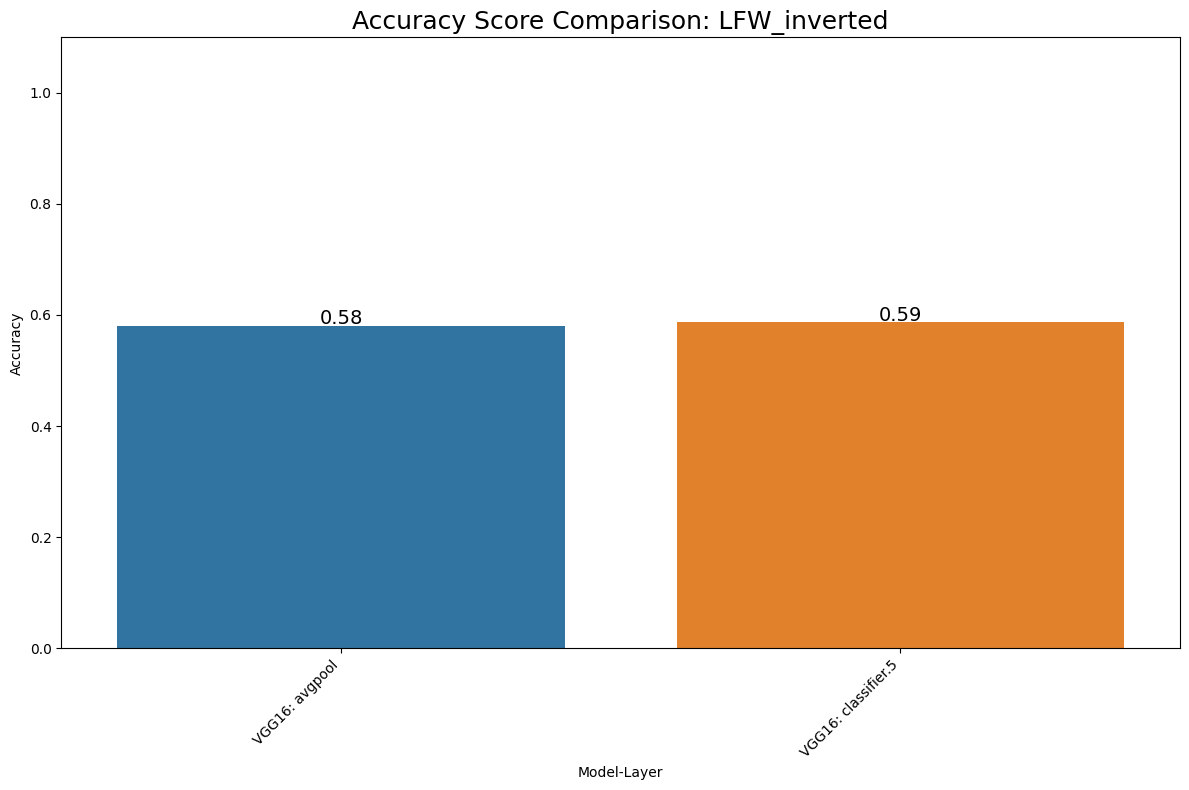 Accuracy Score Comparison: LFW_inverted
1.0
0.8
0.6
0.4
0.2
0.0
Accuracy
0.58
0.59
VGG16: avgpool
VGG16: classifier.5
Model-Layer